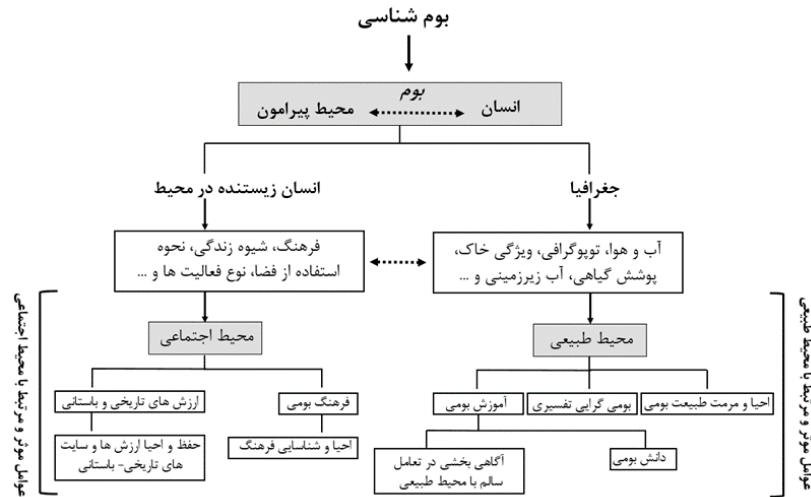 بوم شناسی
بوم
انسان
محیط پیرامون
جغرافیا
انسان زیستنده در محیط
آب و هوا، توپوگرافی، ویژگی خاک،
پوشش گیاهی، آب زیرزمینی و ...
فرهنگ، شیوه زندگی، نحوه
استفاده از فضا، نوع فعالیت ها و ...
عوامل موثر و مرتبط با محیط طبیعی
محیط طبیعی
محیط اجتماعی
عوامل موثر و مرتبط با محیط اجتماعی
احیا و مرمت طبیعت بومی
بومی گرایی تفسیری
آموزش بومی
فرهنگ بومی
ارزش های تاریخی و باستانی
دانش بومی
آگاهی بخشی در تعامل
سالم با محیط طبیعی
احیا و شناسایی فرهنگ
حفظ و احیا ارزش ها و سایت
های تاریخی- باستانی